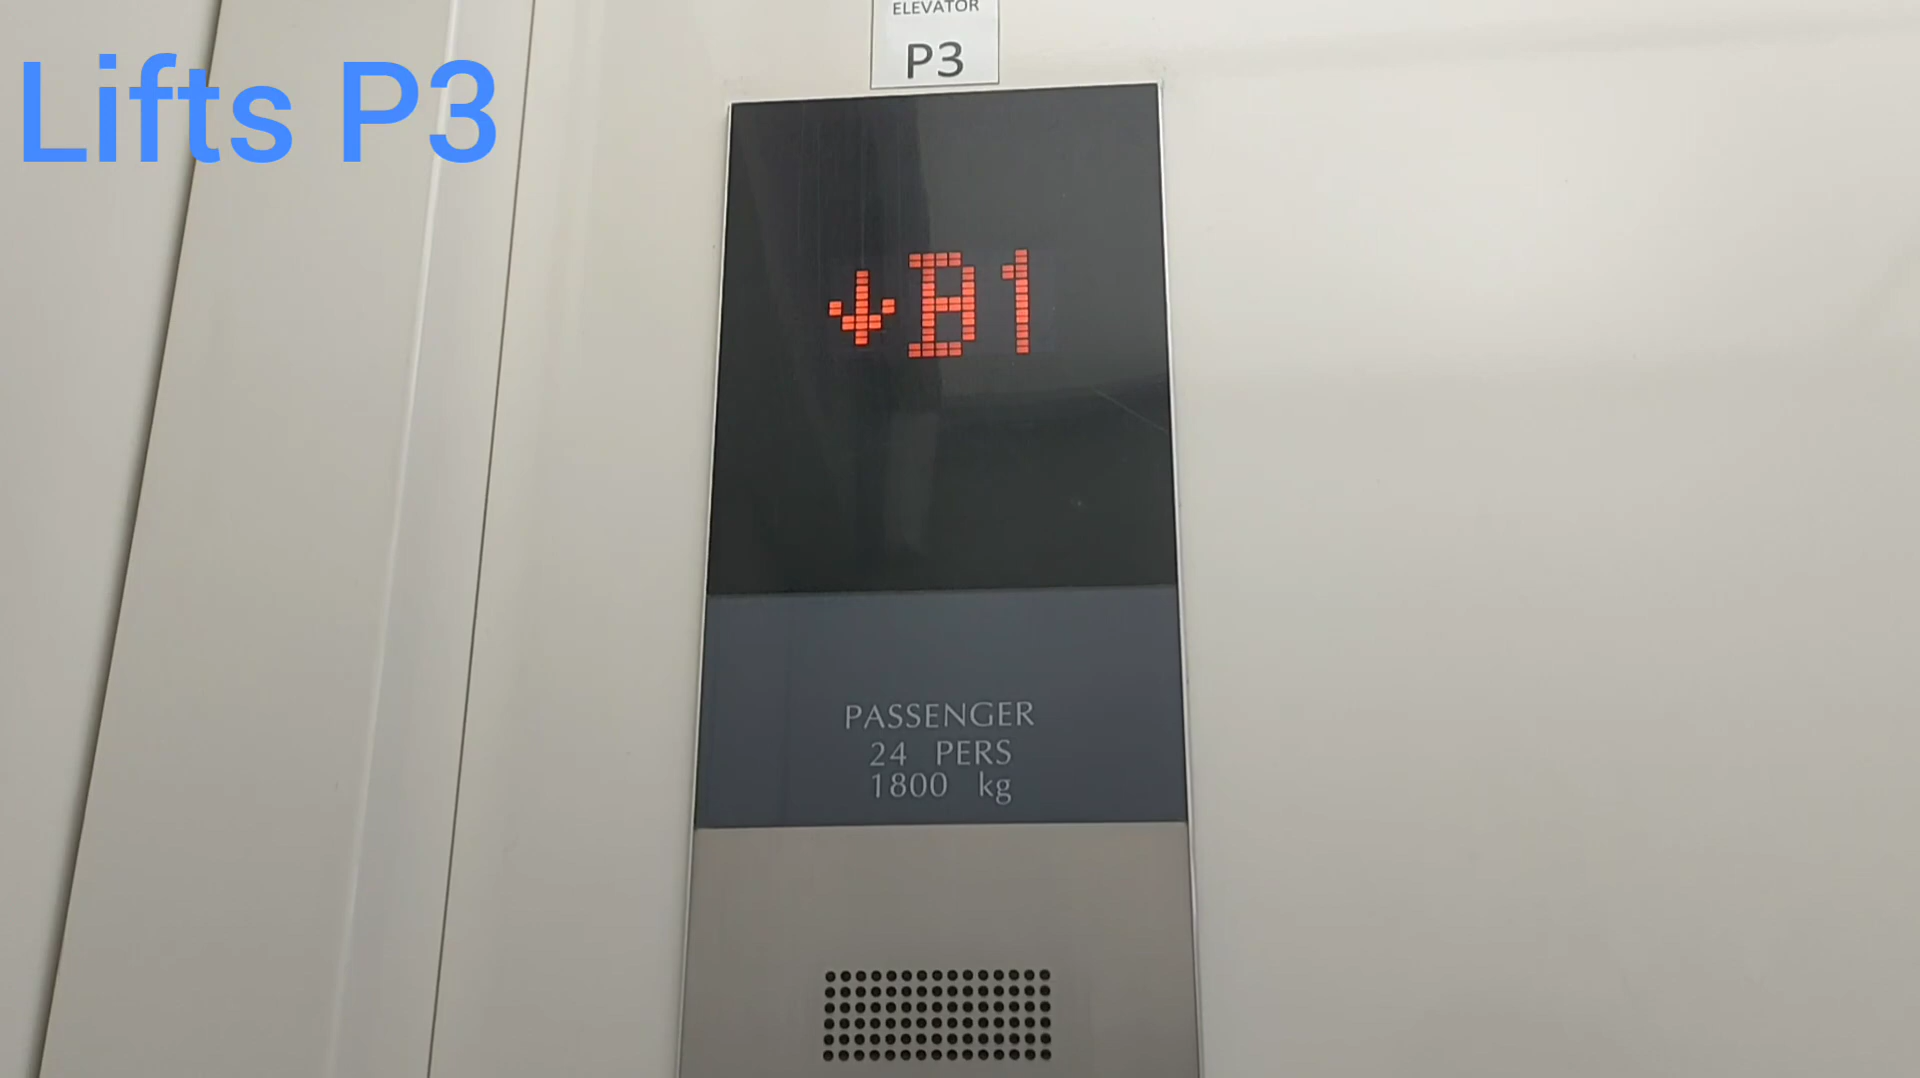 ELEVATOR
P3
Lifts P3
↓B1
PASSENGER
24 PERS
1800 kg